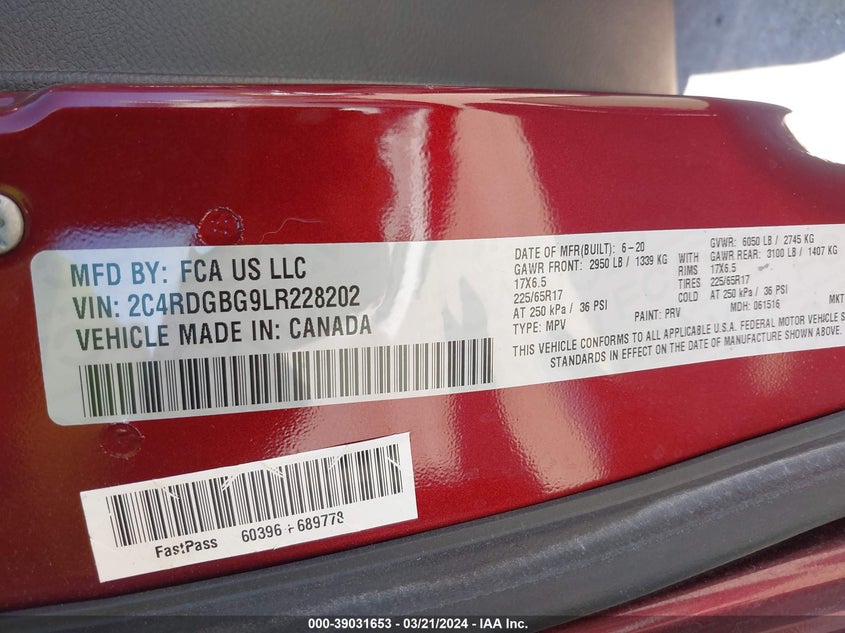 MFD BY: FCA US LLC
VIN: 2C4RDGBG9LR228202
VEHICLE MADE IN: CANADA
DATE OF MFR(BUILT): 6-20 GVWR: 6050 LB / 2745 KG
GAWR FRONT: 2950 LB / 1339 KG GAWR REAR: 3100 LB / 1407 KG
17X6.5 RIMS 17X6.5
225/65R17 TIRES 225/65R17
AT 250 kPa / 36 PSI AT 250 kPa / 36 PSI
TYPE: MPV PAINT: PRV MDH: 061516 MKT
THIS VEHICLE CONFORMS TO ALL APPLICABLE U.S.A. FEDERAL MOTOR VEHICLE S
STANDARDS IN EFFECT ON THE DATE OF MANUFACTURE SHOWN ABOVE.
FastPass 60396 - 689778
000-39031653 / 03/21/2024 - IAA Inc.